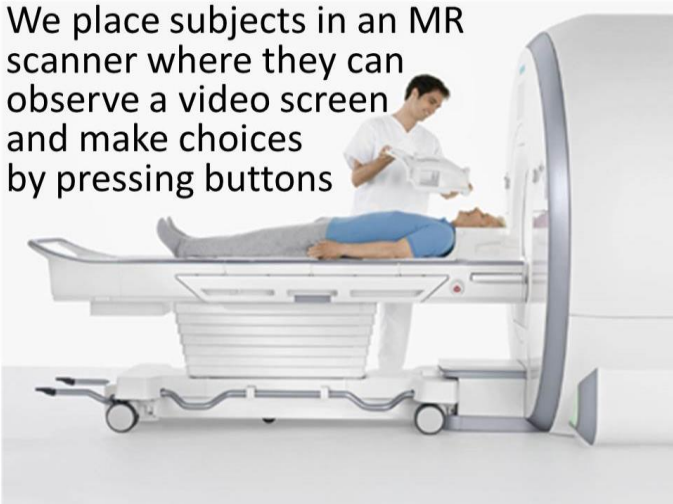 We place subjects in an MR
scanner where they can
observe a video screen
and make choices
by pressing buttons